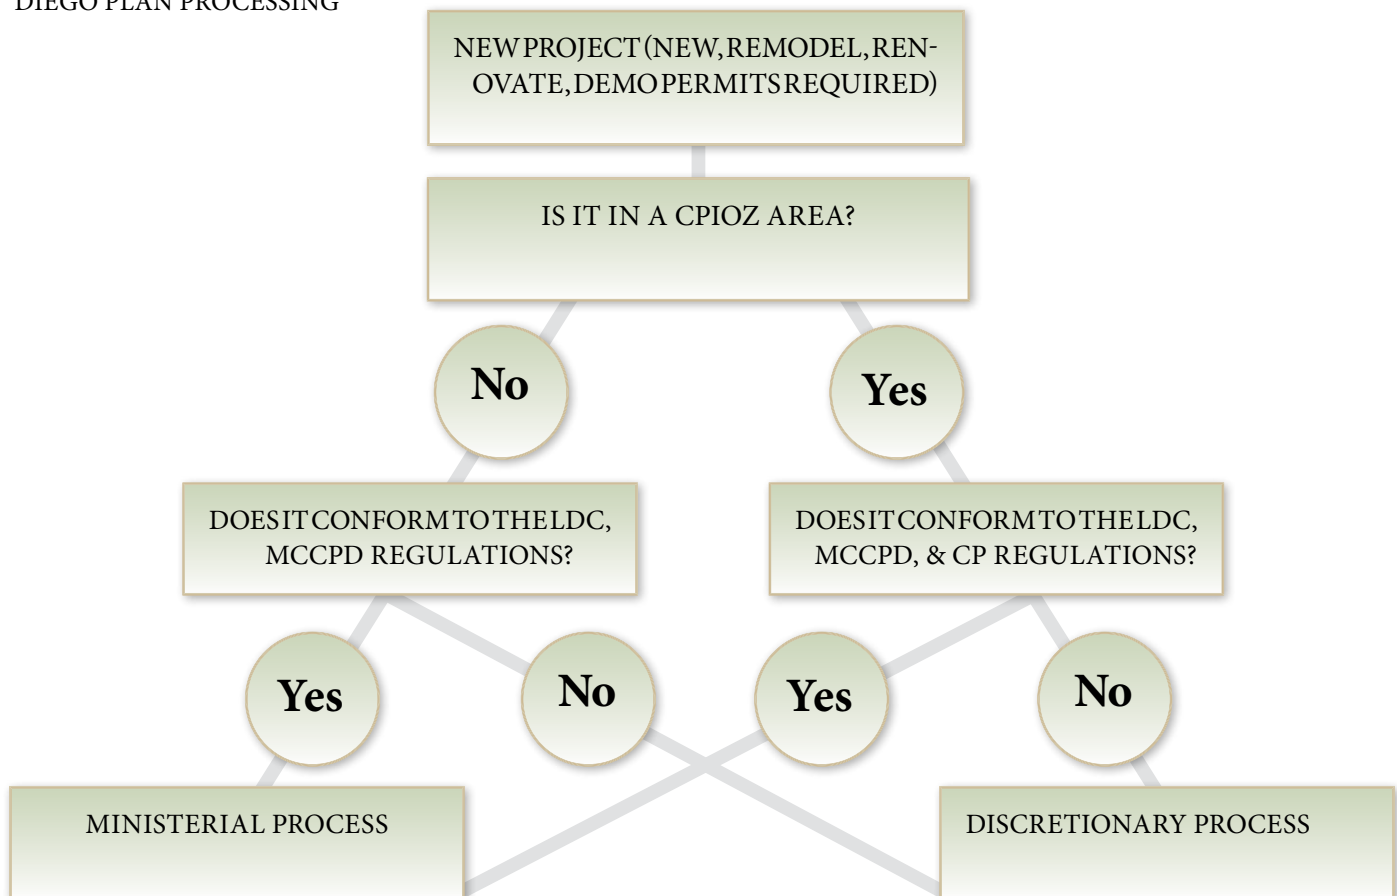 DIEGO PLAN PROCESSING
NEW PROJECT (NEW, REMODEL, REN-
OVATE, DEMO PERMITS REQUIRED)
IS IT IN A CPIOZ AREA?
No
Yes
DOES IT CONFORM TO THE LDC,
MCCPD REGULATIONS?
DOES IT CONFORM TO THE LDC,
MCCPD, & CP REGULATIONS?
Yes
No
Yes
No
MINISTERIAL PROCESS
DISCRETIONARY PROCESS